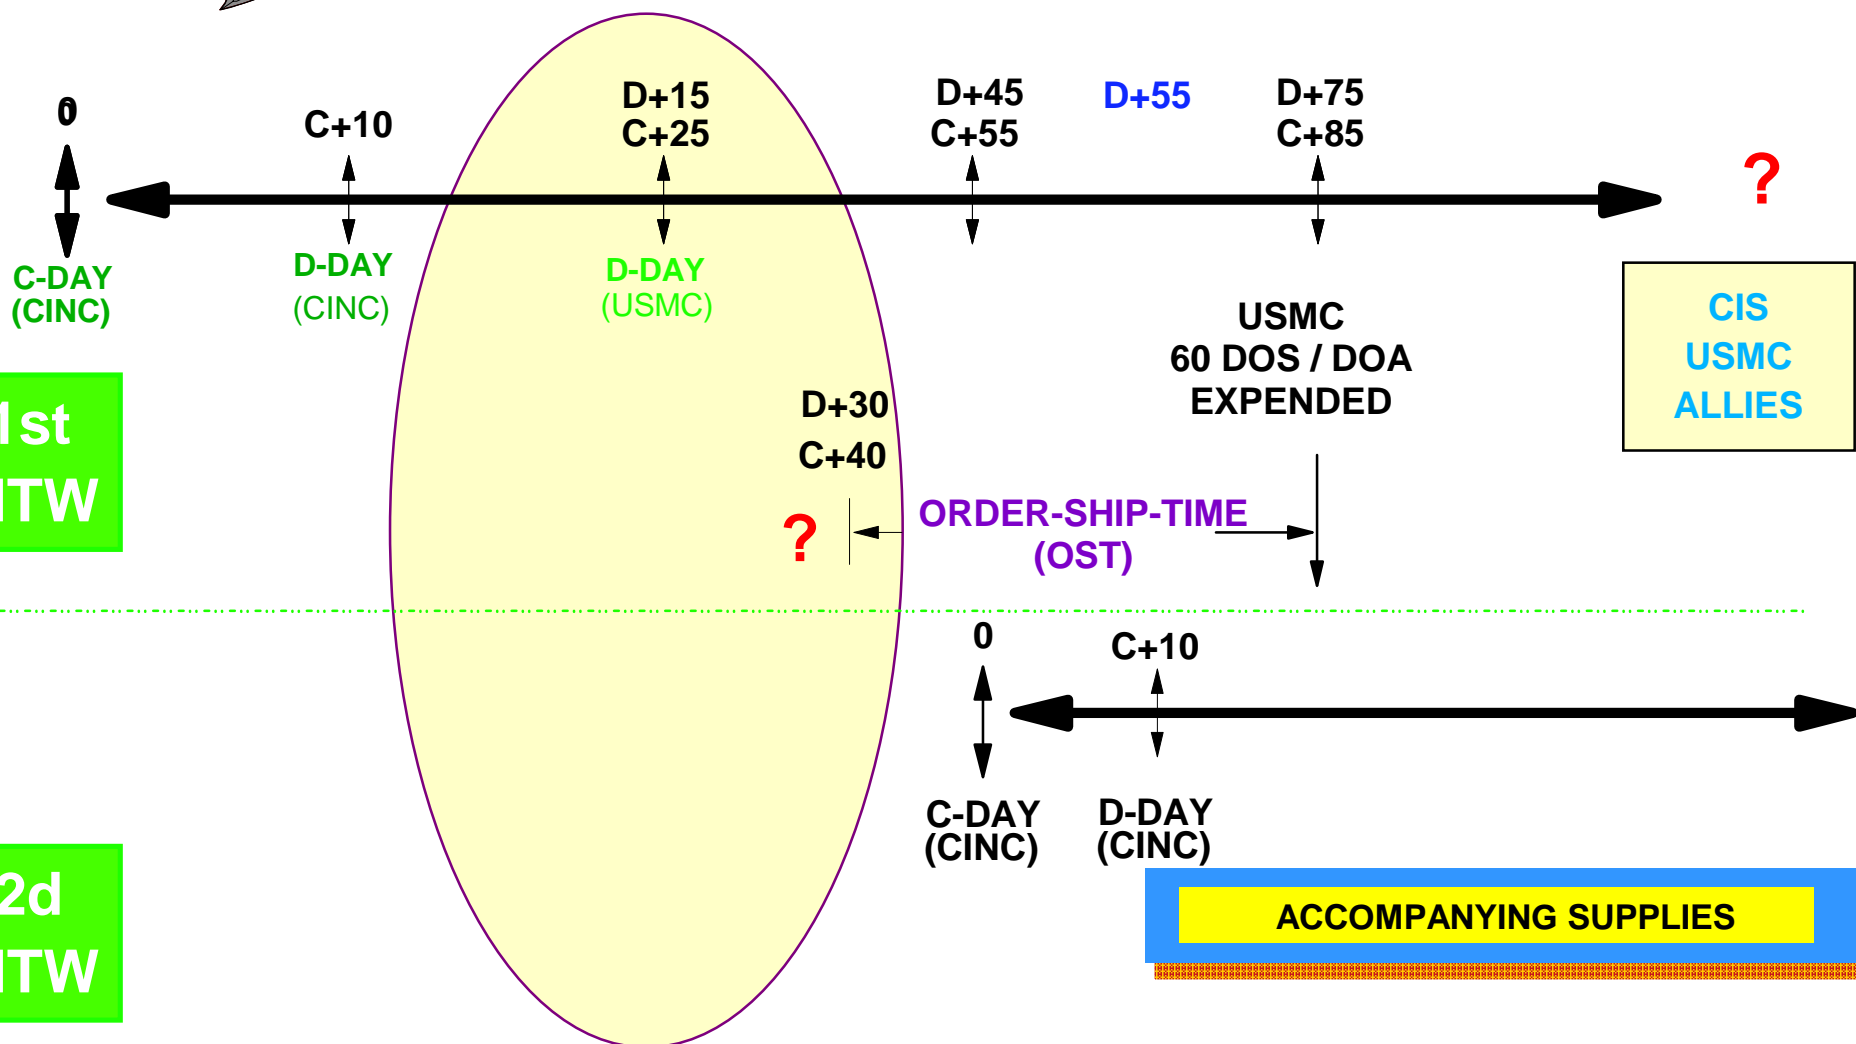 0
C+10
D+15
C+25
D+45
C+55
D+55
D+75
C+85
?
C-DAY
(CINC)
D-DAY
(CINC)
D-DAY
(USMC)
USMC
60 DOS / DOA
EXPENDED
CIS
USMC
ALLIES
1st
TW
D+30
C+40
?
ORDER-SHIP-TIME
(OST)
0
C+10
C-DAY
(CINC)
D-DAY
(CINC)
2d
TW
ACCOMPANYING SUPPLIES